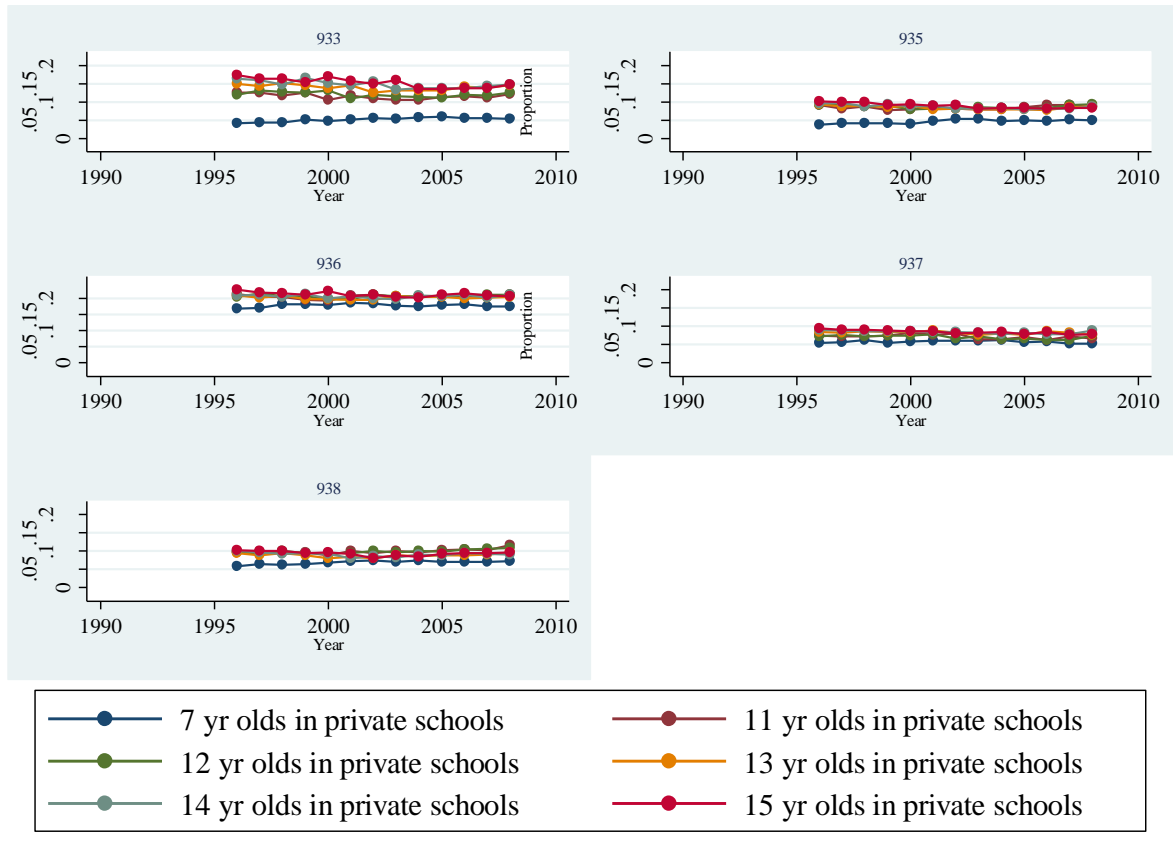 933
0 .05 .1 .15 .2
Proportion
1990 1995 2000 2005 2010
Year
935
0 .05 .1 .15 .2
1990 1995 2000 2005 2010
Year
936
0 .05 .1 .15 .2
Proportion
1990 1995 2000 2005 2010
Year
937
0 .05 .1 .15 .2
1990 1995 2000 2005 2010
Year
938
0 .05 .1 .15 .2
1990 1995 2000 2005 2010
Year
7 yr olds in private schools
11 yr olds in private schools
12 yr olds in private schools
13 yr olds in private schools
14 yr olds in private schools
15 yr olds in private schools